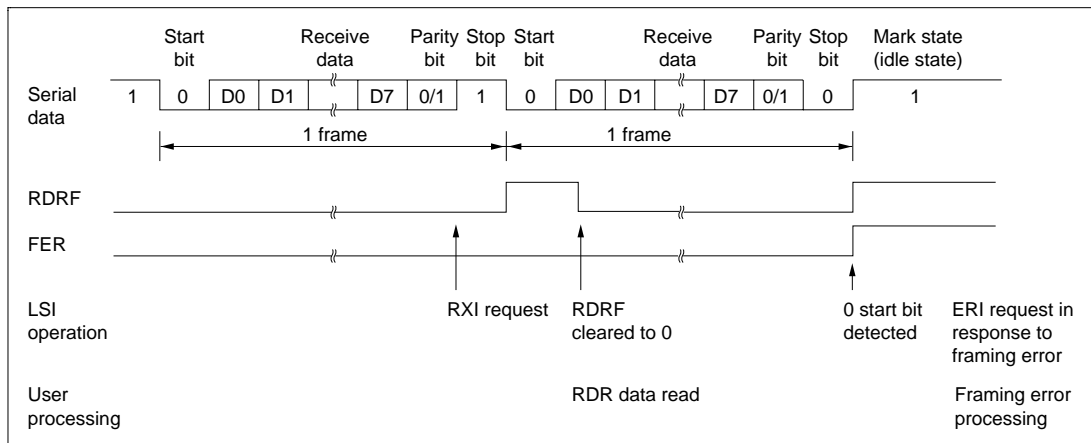 Start bit Receive data Parity bit Stop bit Start bit Receive data Parity bit Stop bit Mark state (idle state)
Serial data 1 0 D0 D1 D7 0/1 1 0 D0 D1 D7 0/1 0 1
1 frame 1 frame
RDRF
FER
LSI operation RXI request RDRF cleared to 0 0 start bit detected ERI request in response to framing error
User processing RDR data read Framing error processing